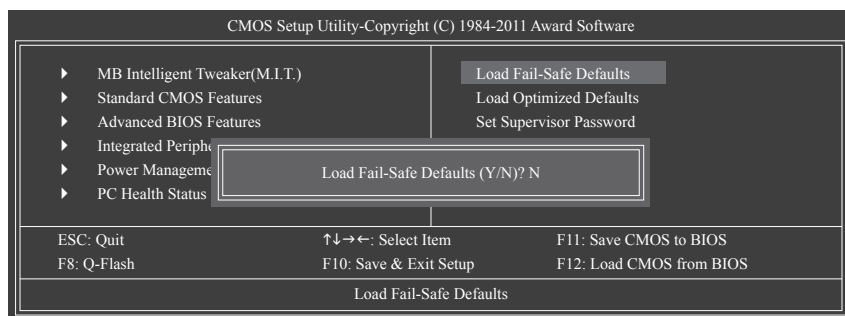 CMOS Setup Utility-Copyright (C) 1984-2011 Award Software
MB Intelligent Tweaker(M.I.T.)
Standard CMOS Features
Advanced BIOS Features
Integrated Periphe
Power Manageme
PC Health Status
Load Fail-Safe Defaults
Load Optimized Defaults
Set Supervisor Password
Load Fail-Safe Defaults (Y/N)? N
ESC: Quit
↑↓→←: Select Item
F11: Save CMOS to BIOS
F8: Q-Flash
F10: Save & Exit Setup
F12: Load CMOS from BIOS
Load Fail-Safe Defaults